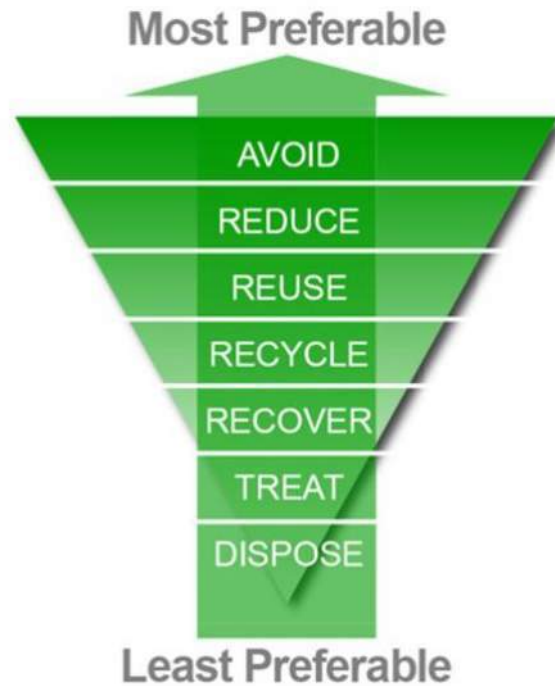 Most Preferable
AVOID
REDUCE
REUSE
RECYCLE
RECOVER
TREAT
DISPOSE
Least Preferable